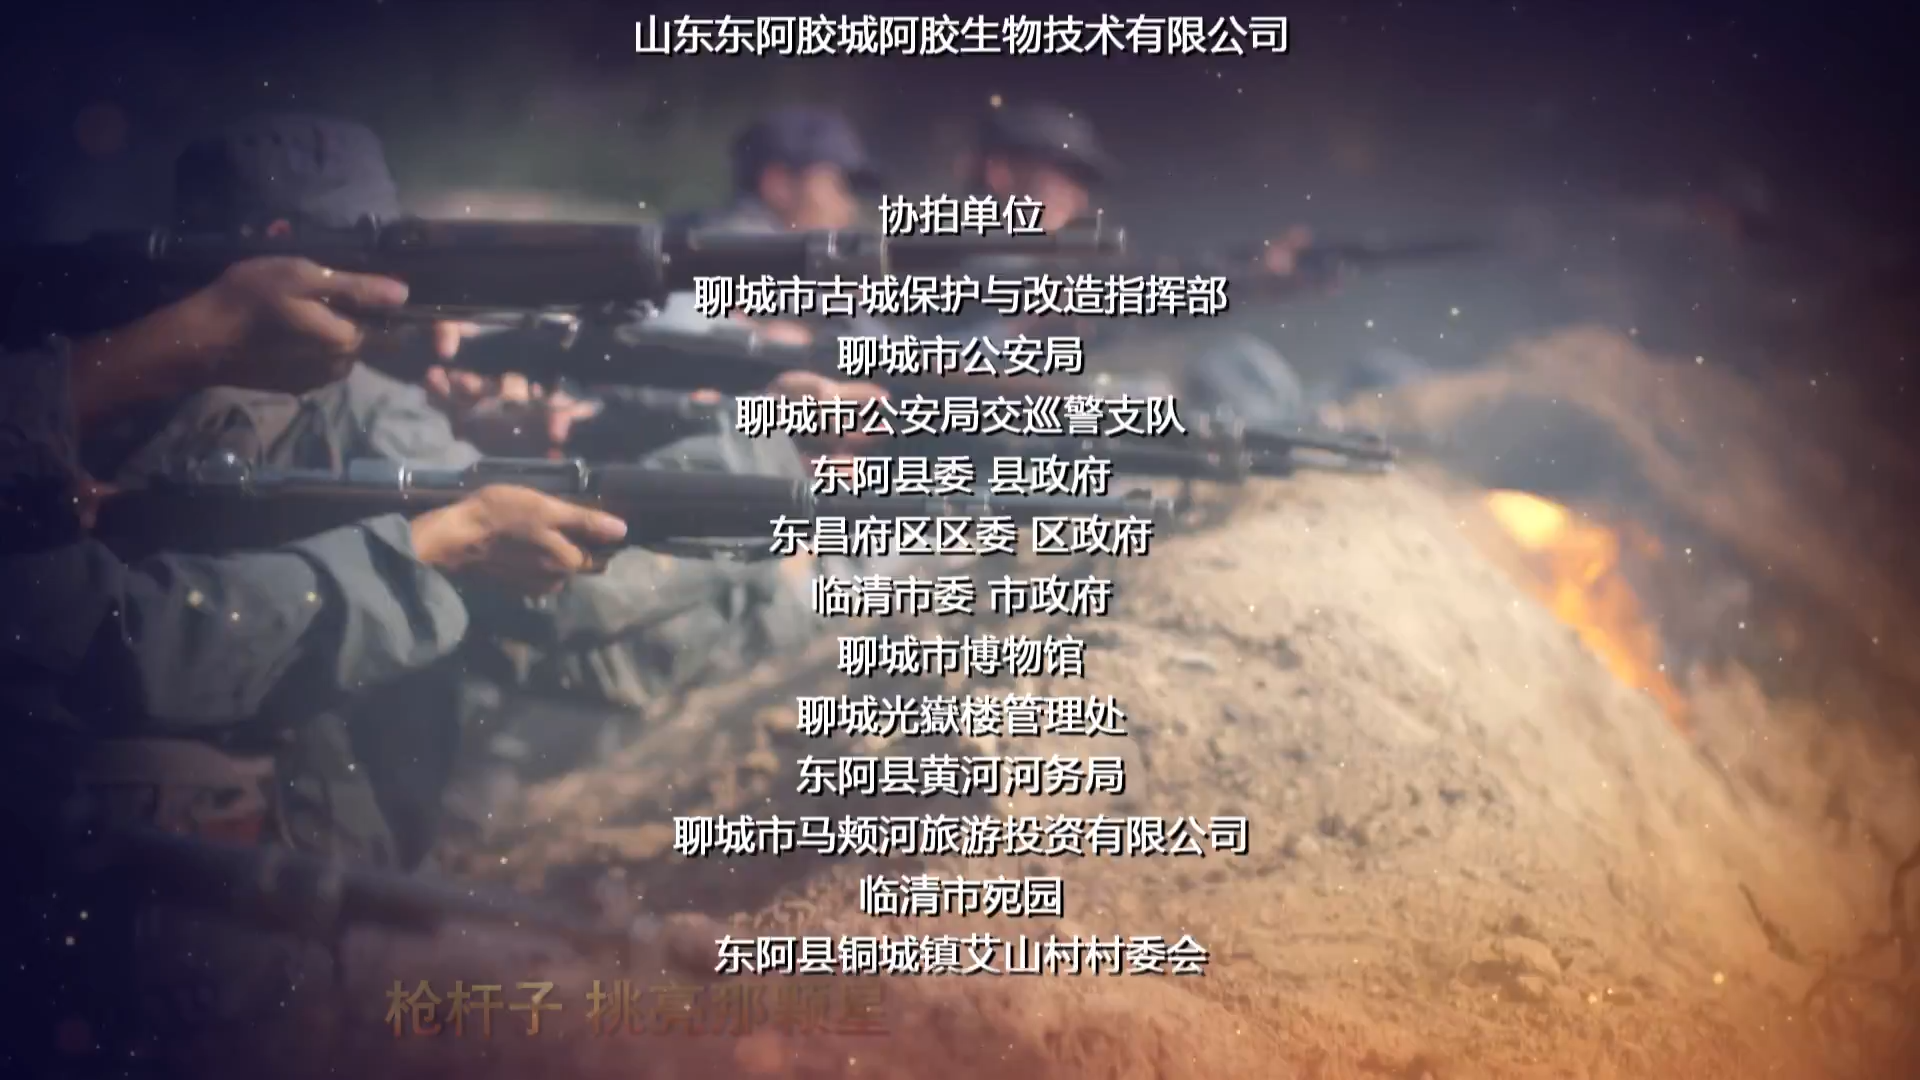 山东东阿胶城阿胶生物技术有限公司
协拍单位
聊城市古城保护与改造指挥部
聊城市公安局
聊城市公安局交巡警支队
东阿县委 县政府
东昌府区区委 区政府
临清市委 市政府
聊城市博物馆
聊城光嶽楼管理处
东阿县黄河河务局
聊城市马颊河旅游投资有限公司
临清市宛园
东阿县铜城镇艾山村村委会
枪杆子 挑亮那颗星